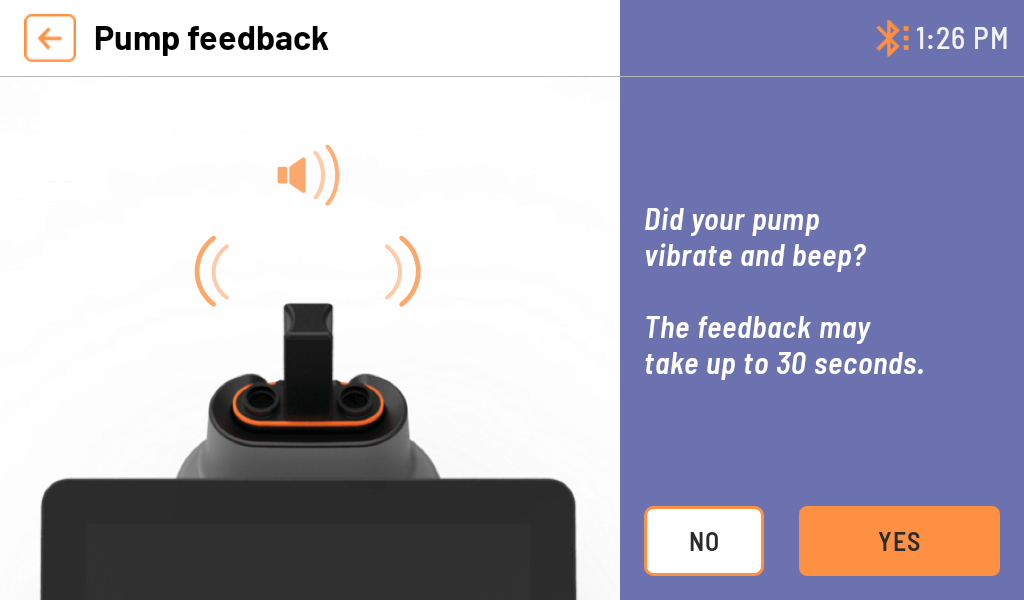 Pump feedback
1:26 PM
Did your pump
vibrate and beep?
The feedback may
take up to 30 seconds.
NO
YES